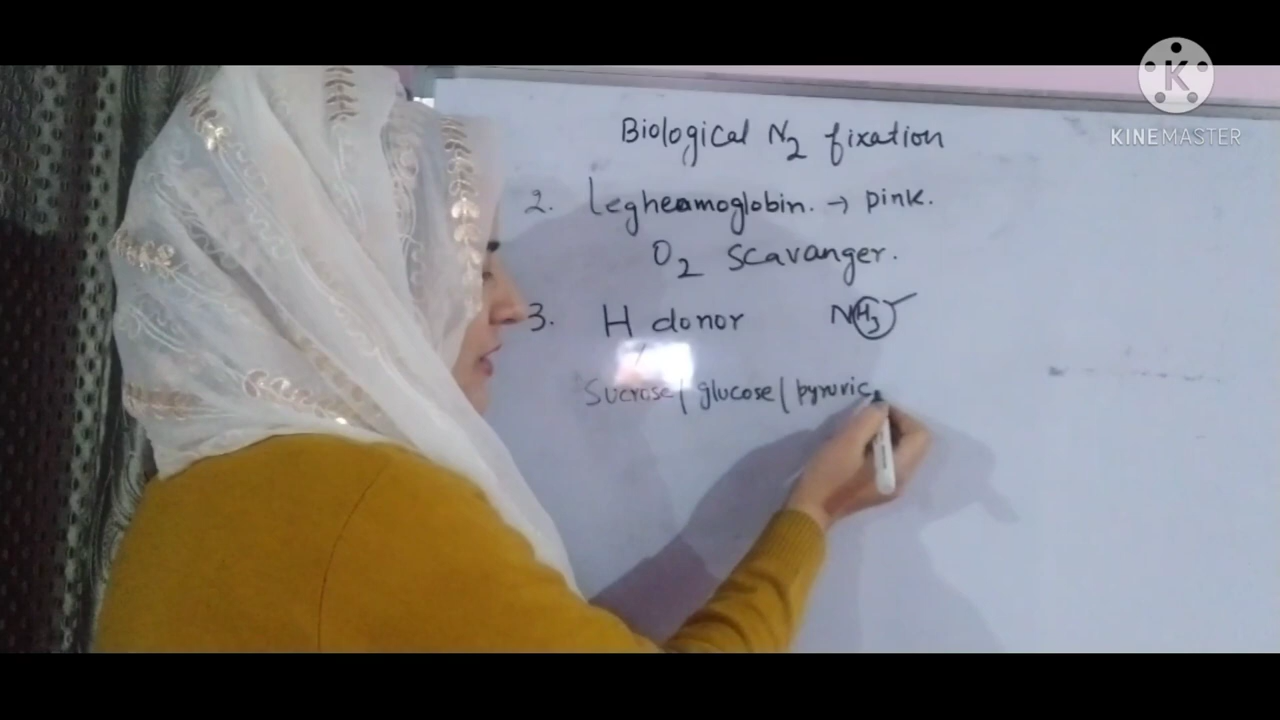 KINEMASTER
Biological N2 fixation
2. Legheamoglobin. → pink.
O2 Scavanger.
3. H donor NH3
Sucrose / glucose / pyruvic